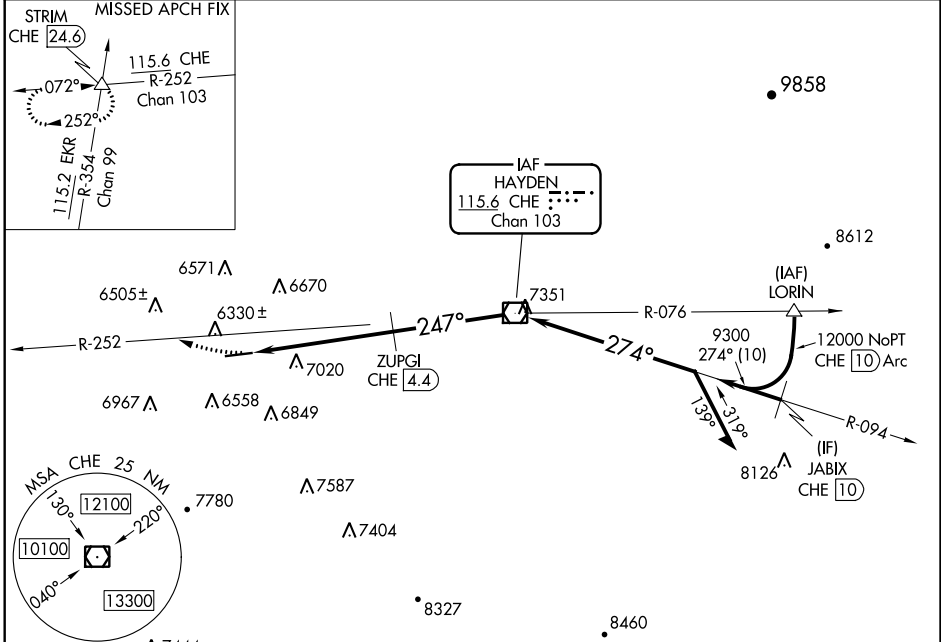 MISSED APCH FIX
STRIM
CHE 24.6
115.6 CHE
R-252
Chan 103
072°
252°
115.2 EKR
R-354
Chan 99
9858
IAF
HAYDEN
115.6 CHE
Chan 103
8612
6571
6670
6505±
6330±
7351
R-076
(IAF)
LORIN
12000 NoPT
CHE 10 Arc
R-252
247°
274°
9300
274° (10)
ZUPGI
CHE 4.4
7020
6967
6558
6849
139°
319°
R-094
(IF)
JABIX
CHE 10
8126
MSA CHE 25 NM
130°
12100
220°
10100
040°
13300
7780
7587
7404
8327
8460